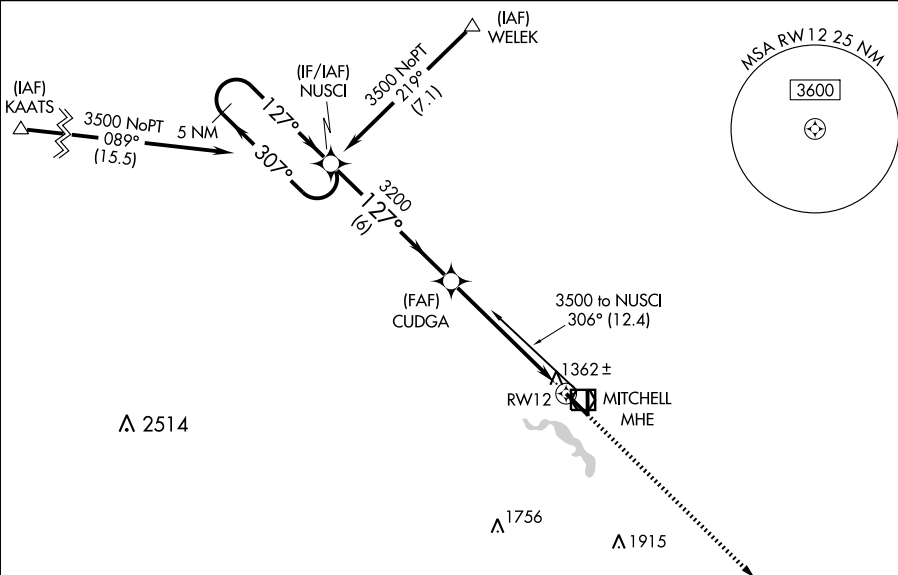 (IAF)
WELEK
MSA RW12 25 NM
3600
(IF/IAF)
NUSCI
3500 NoPT
219°
(7.1)
(IAF)
KAATS
3500 NoPT
089°
(15.5)
5 NM
127°
307°
3200
127°
(6)
(FAF)
CUDGA
3500 to NUSCI
306° (12.4)
1362 ±
RW12
MITCHELL
MHE
2514
1756
1915